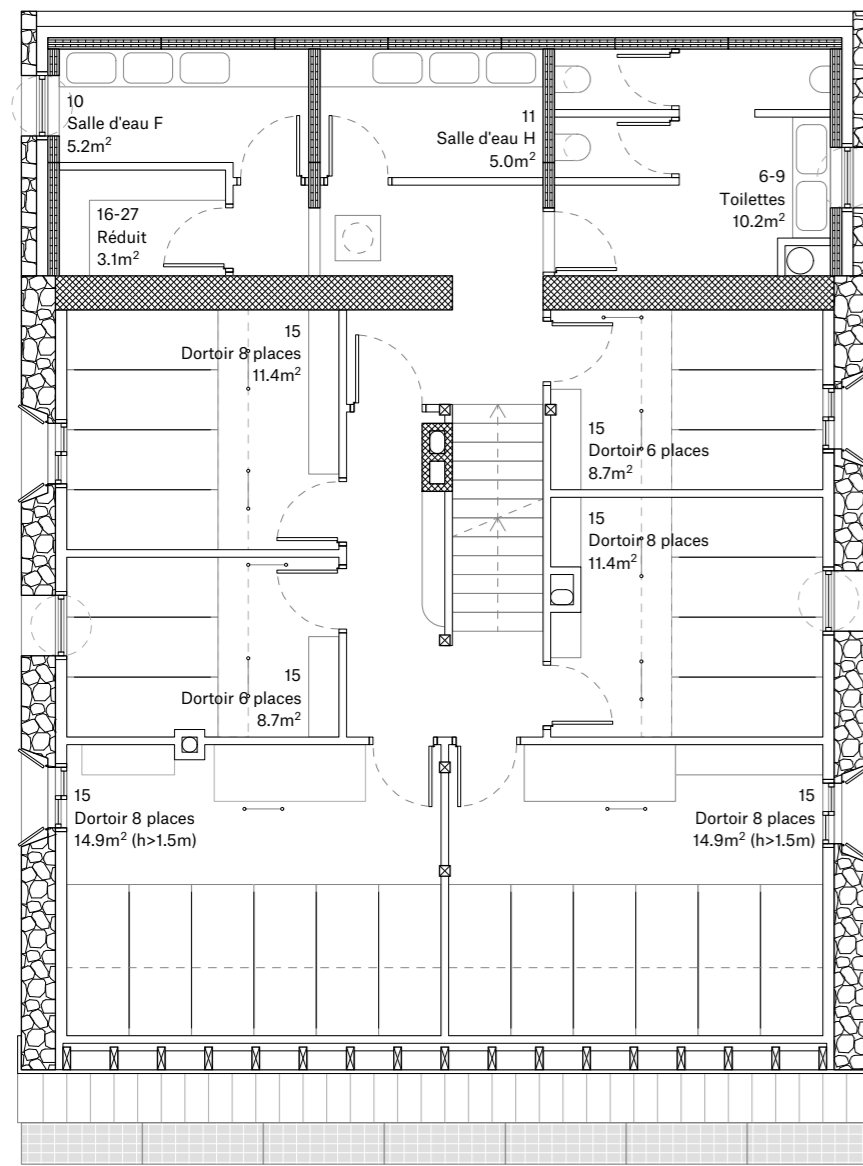 10
Salle d'eau F
5.2m²
11
Salle d'eau H
5.0m²
6-9
Toilettes
10.2m²
16-27
Réduit
3.1m²
15
Dortoir 8 places
11.4m²
15
Dortoir 6 places
8.7m²
15
Dortoir 8 places
11.4m²
15
Dortoir 6 places
8.7m²
15
Dortoir 8 places
14.9m² (h>1.5m)
15
Dortoir 8 places
14.9m² (h>1.5m)